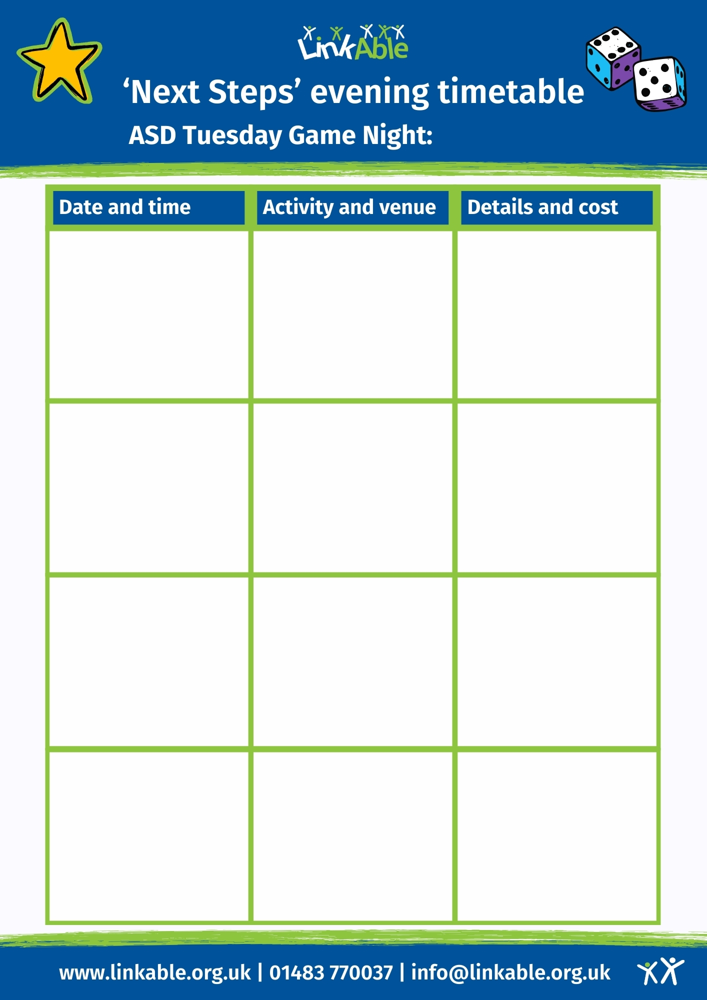 LinkAble
‘Next Steps’ evening timetable
ASD Tuesday Game Night:
Date and time
Activity and venue
Details and cost
www.linkable.org.uk | 01483 770037 | info@linkable.org.uk